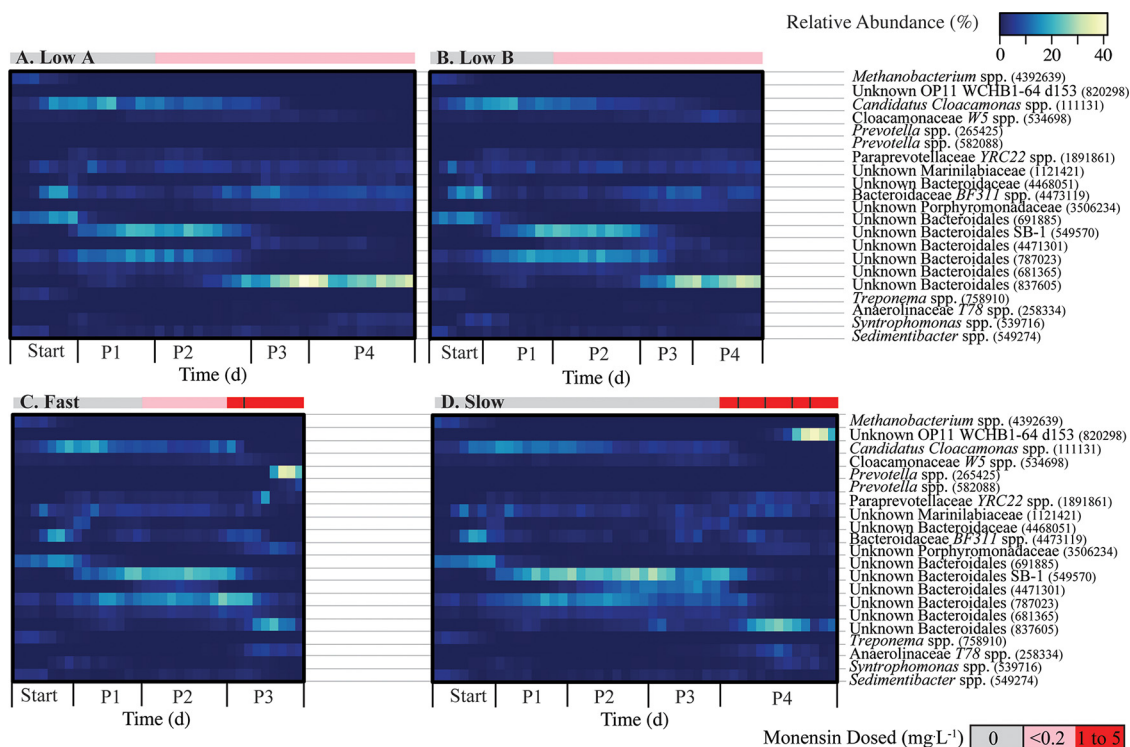 Relative Abundance (%)
0 20 40
A. Low A
B. Low B
Methanobacterium spp. (4392639)
Unknown OP11 WCHB1-64 d153 (820298)
Candidatus Cloacamonas spp. (111131)
Cloacamonaceae W5 spp. (534698)
Prevotella spp. (265425)
Prevotella spp. (582088)
Paraprevotellaceae YRC22 spp. (1891861)
Unknown Marinilabiaceae (1121421)
Unknown Bacteroidaceae (4468051)
Bacteroidaceae BF311 spp. (4473119)
Unknown Porphyromonadaceae (3506234)
Unknown Bacteroidales (691885)
Unknown Bacteroidales SB-1 (549570)
Unknown Bacteroidales (4471301)
Unknown Bacteroidales (787023)
Unknown Bacteroidales (681365)
Unknown Bacteroidales (837605)
Treponema spp. (758910)
Anaerolinaceae T78 spp. (258334)
Syntrophomonas spp. (539716)
Sedimentibacter spp. (549274)
Start P1 P2 P3 P4
Time (d)
Start P1 P2 P3 P4
Time (d)
C. Fast
D. Slow
Methanobacterium spp. (4392639)
Unknown OP11 WCHB1-64 d153 (820298)
Candidatus Cloacamonas spp. (111131)
Cloacamonaceae W5 spp. (534698)
Prevotella spp. (265425)
Prevotella spp. (582088)
Paraprevotellaceae YRC22 spp. (1891861)
Unknown Marinilabiaceae (1121421)
Unknown Bacteroidaceae (4468051)
Bacteroidaceae BF311 spp. (4473119)
Unknown Porphyromonadaceae (3506234)
Unknown Bacteroidales (691885)
Unknown Bacteroidales SB-1 (549570)
Unknown Bacteroidales (4471301)
Unknown Bacteroidales (787023)
Unknown Bacteroidales (681365)
Unknown Bacteroidales (837605)
Treponema spp. (758910)
Anaerolinaceae T78 spp. (258334)
Syntrophomonas spp. (539716)
Sedimentibacter spp. (549274)
Start P1 P2 P3
Time (d)
Start P1 P2 P3 P4
Time (d)
Monensin Dosed (mg·L⁻¹) 0 <0.2 1 to 5